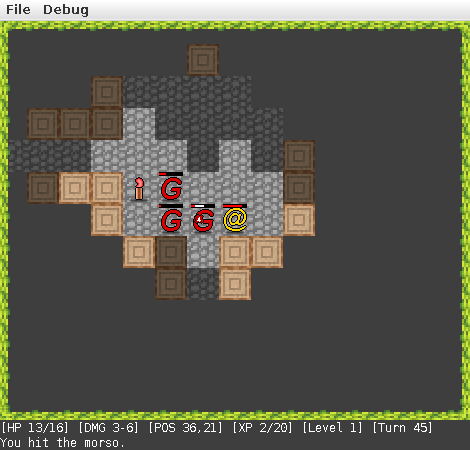 File Debug
G
G G @
[HP 13/16] [DMG 3-6] [POS 36,21] [XP 2/20] [Level 1] [Turn 45]
You hit the morso.